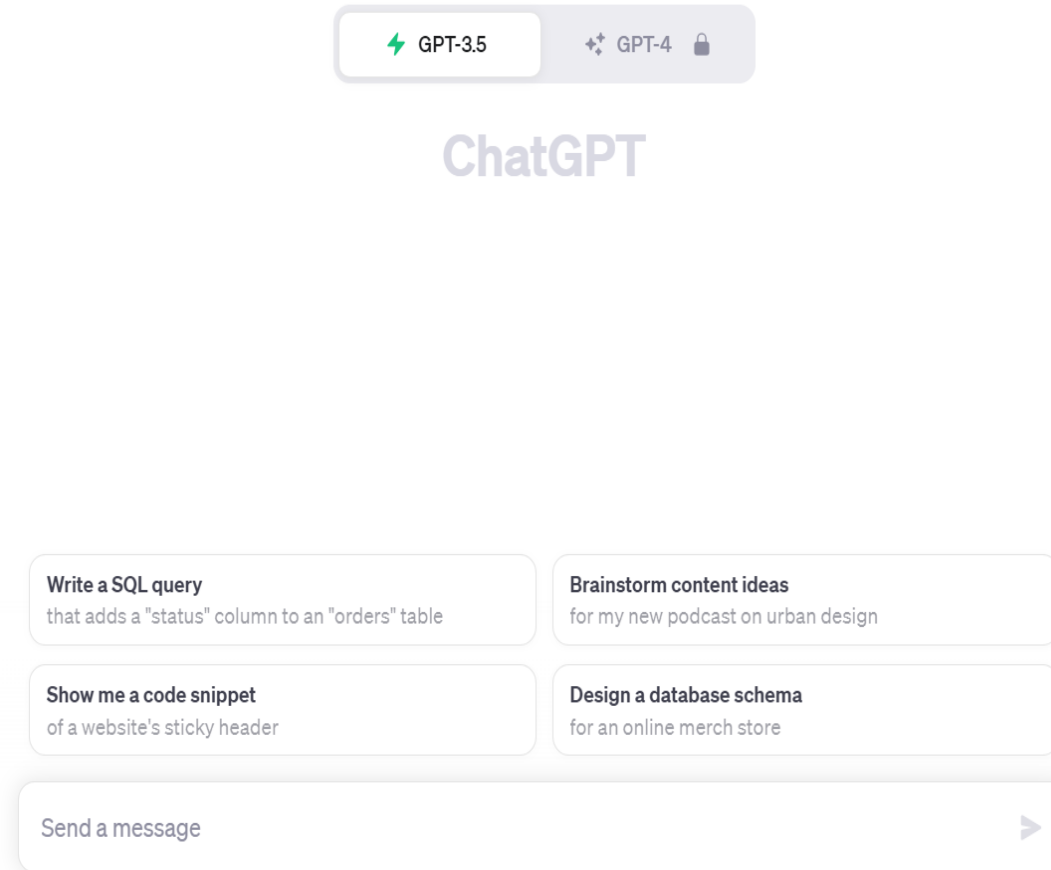 GPT-3.5 GPT-4
ChatGPT
Write a SQL query
that adds a "status" column to an "orders" table
Brainstorm content ideas
for my new podcast on urban design
Show me a code snippet
of a website's sticky header
Design a database schema
for an online merch store
Send a message